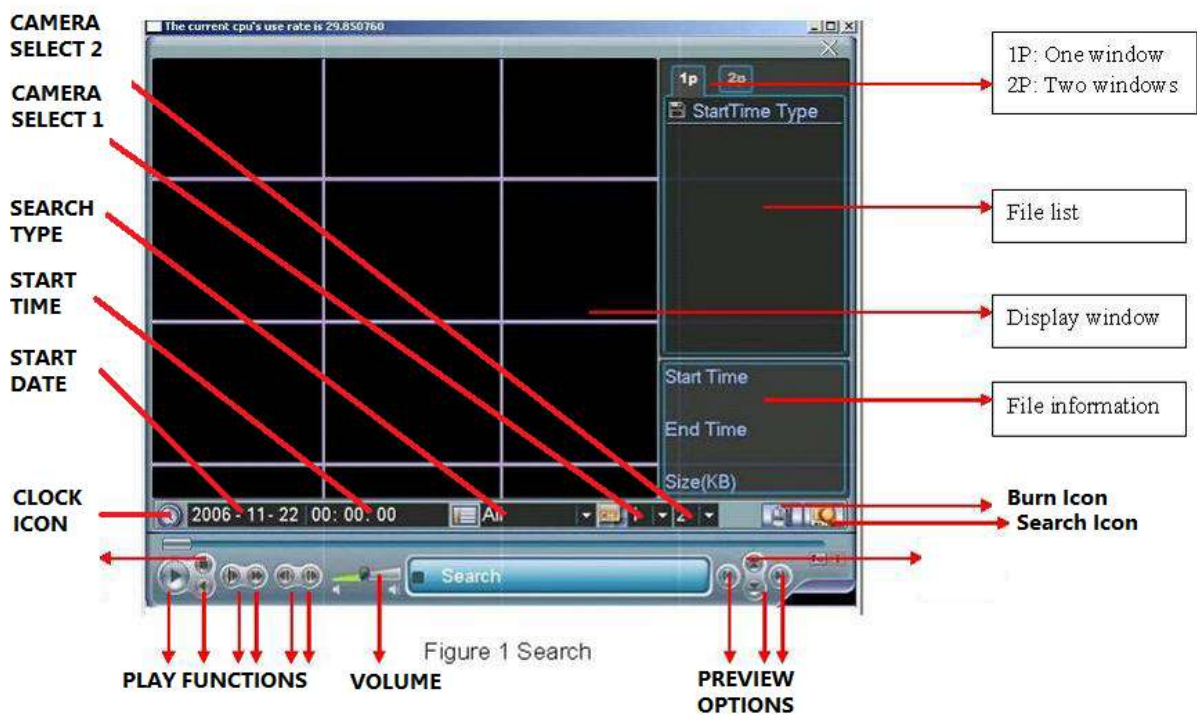 The current cpu's use rate is 29.850760
CAMERA
SELECT 2
CAMERA
SELECT 1
SEARCH
TYPE
START
TIME
START
DATE
CLOCK
ICON
1p
2p
StartTime Type
Start Time
End Time
Size(KB)
2006-11-22
00:00:00
All
1
2
Search
1P: One window
2P: Two windows
File list
Display window
File information
Burn Icon
Search Icon
Figure 1 Search
PLAY FUNCTIONS
VOLUME
PREVIEW
OPTIONS